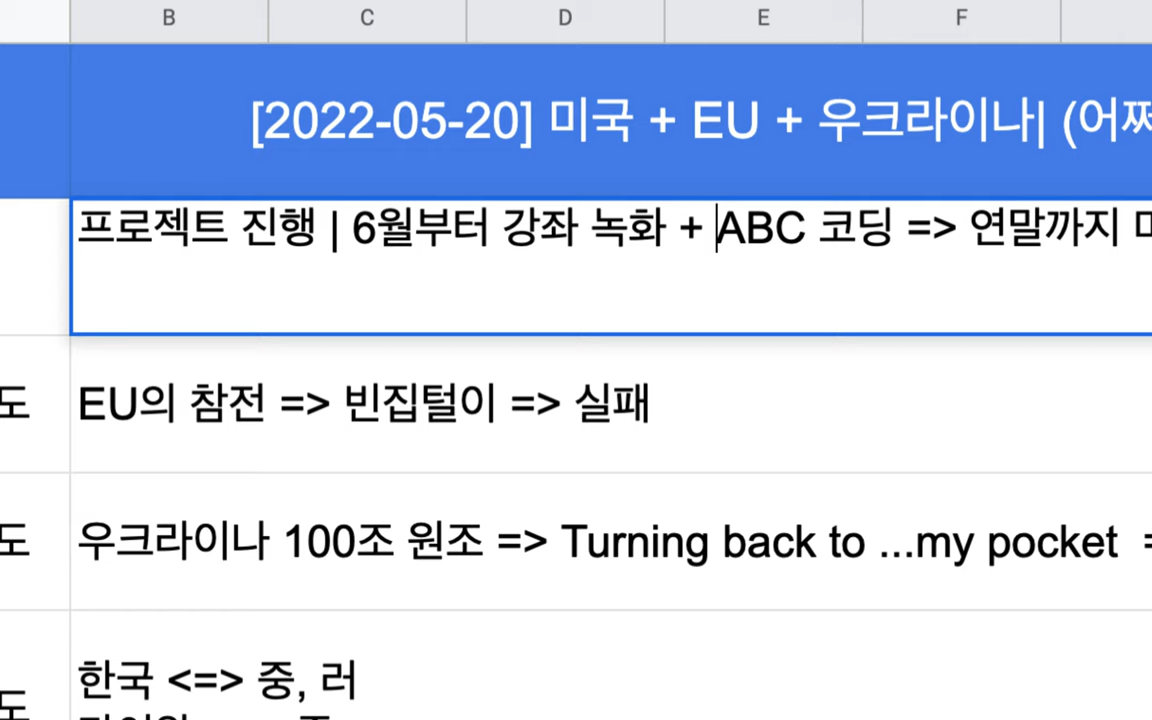 B C D E F
[2022-05-20] 미국 + EU + 우크라이나| (어쩌
프로젝트 진행 | 6월부터 강좌 녹화 + ABC 코딩 => 연말까지
도 EU의 참전 => 빈집털이 => 실패
도 우크라이나 100조 원조 => Turning back to ...my pocket =
도 한국 <=> 중, 러